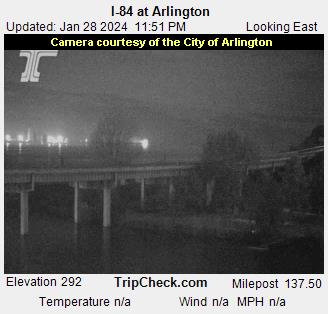 I-84 at Arlington
Updated: Jan 28 2024 11:51 PM Looking East
Camera courtesy of the City of Arlington
Elevation 292 TripCheck.com Milepost 137.50
Temperature n/a Wind n/a MPH n/a